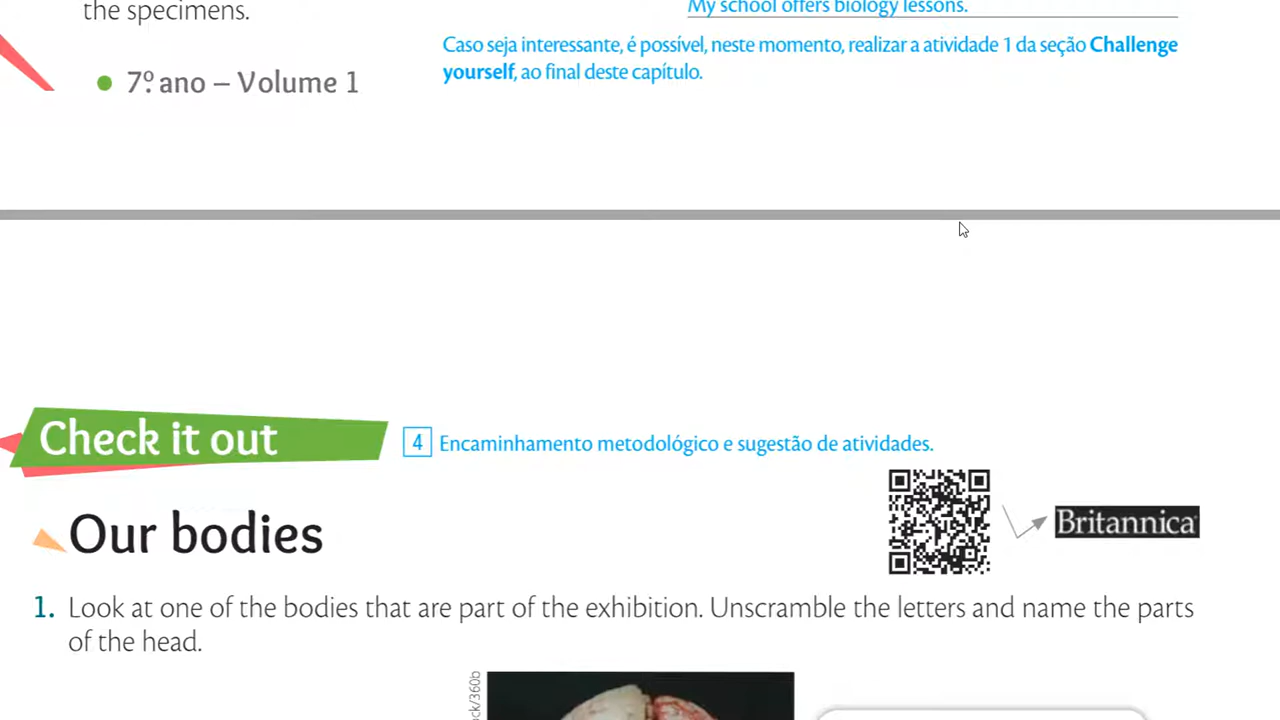 the specimens.
My school offers biology lessons.
Caso seja interessante, é possível, neste momento, realizar a atividade 1 da seção Challenge
yourself, ao final deste capítulo.
7º. ano – Volume 1
Check it out
4 Encaminhamento metodológico e sugestão de atividades.
Our bodies
Britannica
1. Look at one of the bodies that are part of the exhibition. Unscramble the letters and name the parts
of the head.
ock/360b